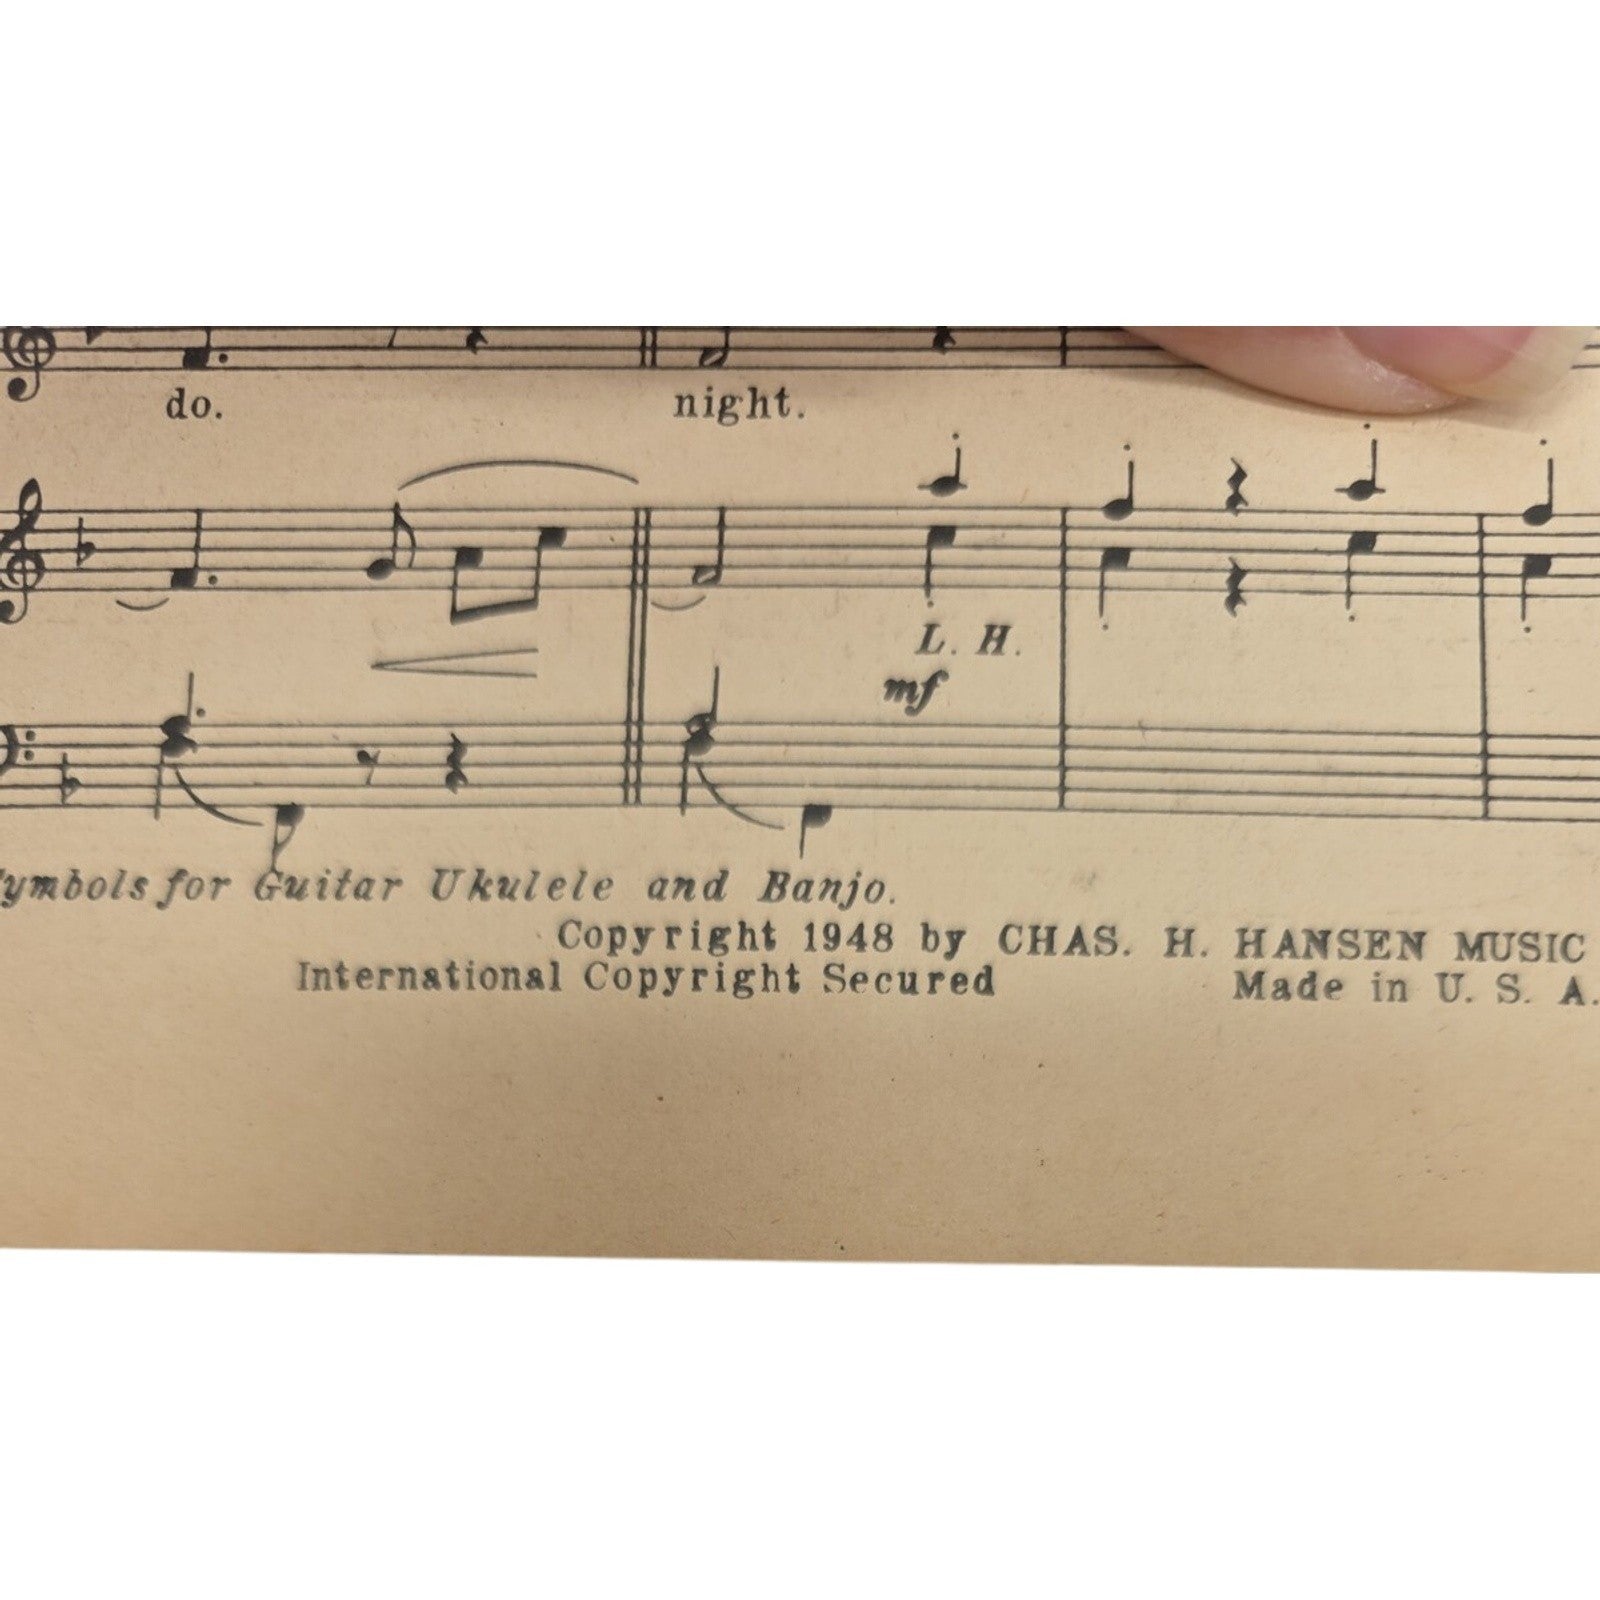 do. night.
L. H.
mf
ymbols for Guitar Ukulele and Banjo.
Copyright 1948 by CHAS. H. HANSEN MUSIC
International Copyright Secured Made in U. S. A.